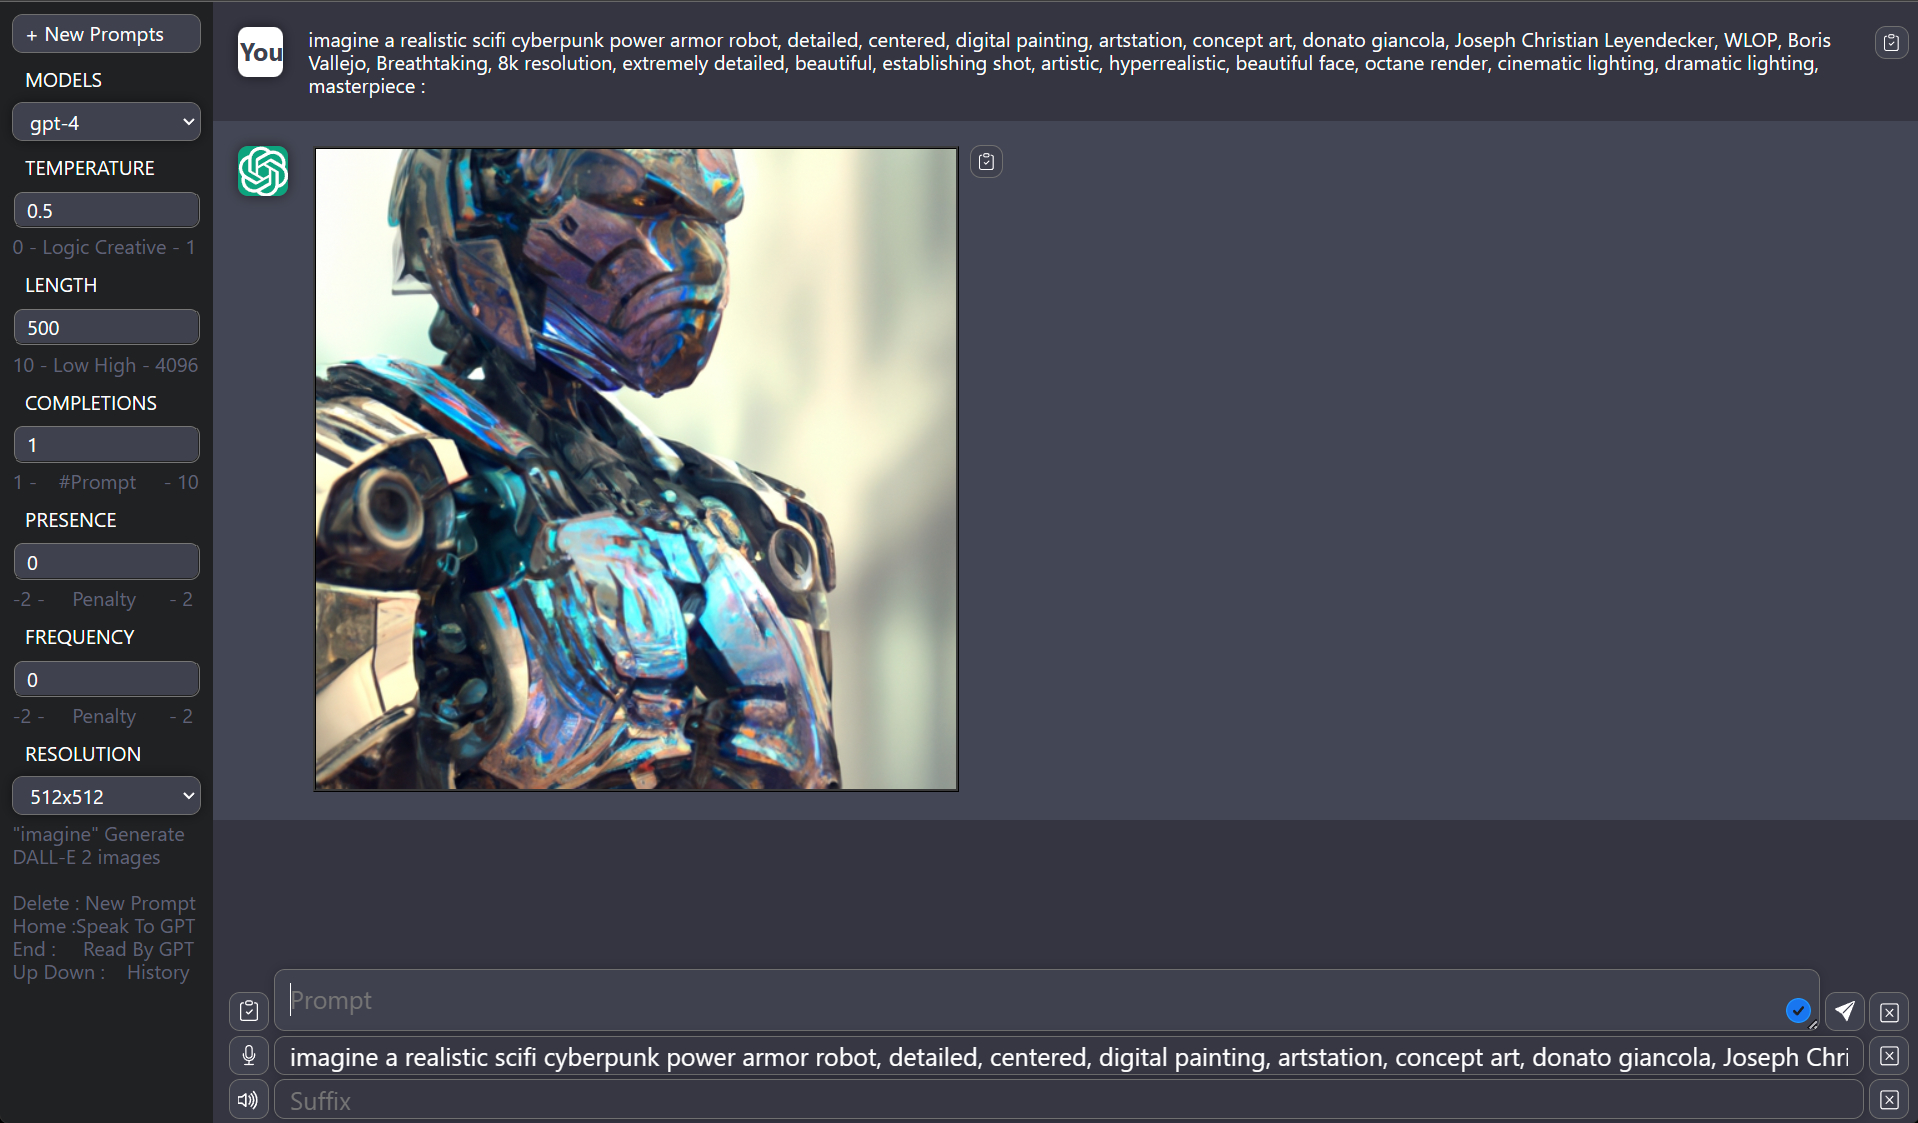 + New Prompts
MODELS
gpt-4
TEMPERATURE
0.5
0 - Logic Creative - 1
LENGTH
500
10 - Low High - 4096
COMPLETIONS
1
1 - #Prompt - 10
PRESENCE
0
-2 - Penalty - 2
FREQUENCY
0
-2 - Penalty - 2
RESOLUTION
512x512
"imagine" Generate
DALL-E 2 images
Delete : New Prompt
Home :Speak To GPT
End : Read By GPT
Up Down : History
You
imagine a realistic scifi cyberpunk power armor robot, detailed, centered, digital painting, artstation, concept art, donato giancola, Joseph Christian Leyendecker, WLOP, Boris
Vallejo, Breathtaking, 8k resolution, extremely detailed, beautiful, establishing shot, artistic, hyperrealistic, beautiful face, octane render, cinematic lighting, dramatic lighting,
masterpiece :
Prompt
imagine a realistic scifi cyberpunk power armor robot, detailed, centered, digital painting, artstation, concept art, donato giancola, Joseph Chri
Suffix